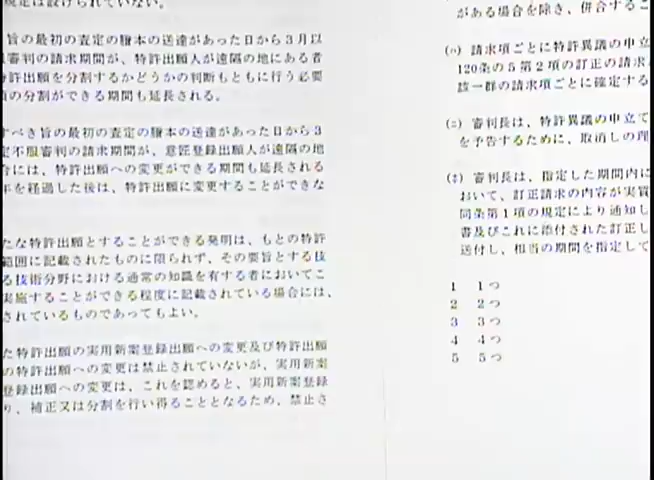 規定は設けられていない。
旨の最初の査定の謄本の送達があった日から3月以
審判の請求期間が、特許出願人が遠隔の地にある者
許出願を分割するかどうかの判断もともに行う必要
の分割ができる期間も延長される。
すべき旨の最初の査定の謄本の送達があった日から3
定不服審判の請求期間が、意匠登録出願人が遠隔の地
合には、特許出願への変更ができる期間も延長される
年を経過した後は、特許出願に変更することができな
たな特許出願とすることができる発明は、もとの特許
範囲に記載されたものに限られず、その要旨とする技
る技術分野における通常の知識を有する者においてこ
実施することができる程度に記載されている場合には、
されているものであってもよい。
た特許出願の実用新案登録出願への変更及び特許出願
の特許出願への変更は禁止されていないが、実用新案
登録出願への変更は、これを認めると、実用新案登録
り、補正又は分割を行い得ることとなるため、禁止さ
がある場合を除き、併合するこ
(ハ) 請求項ごとに特許異議の申立
120条の5第2項の訂正の請求
該一群の請求項ごとに確定する
(ニ) 審判長は、特許異議の申立て
を予告するために、取消しの理
(ホ) 審判長は、指定した期間内に
おいて、訂正請求の内容が実質
同条第1項の規定により通知し
書及びこれに添付された訂正し
送付し、相当の期間を指定して
1 1つ
2 2つ
3 3つ
4 4つ
5 5つ